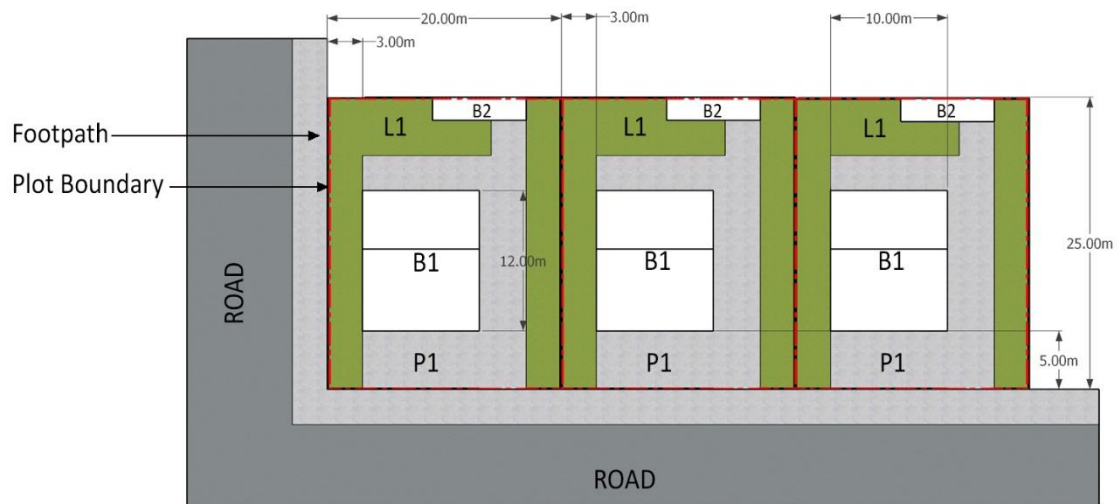 20.00m
3.00m
10.00m
3.00m
B2
B2
B2
L1
L1
L1
Footpath
Plot Boundary
25.00m
12.00m
B1
B1
B1
ROAD
P1
P1
P1
5.00m
ROAD